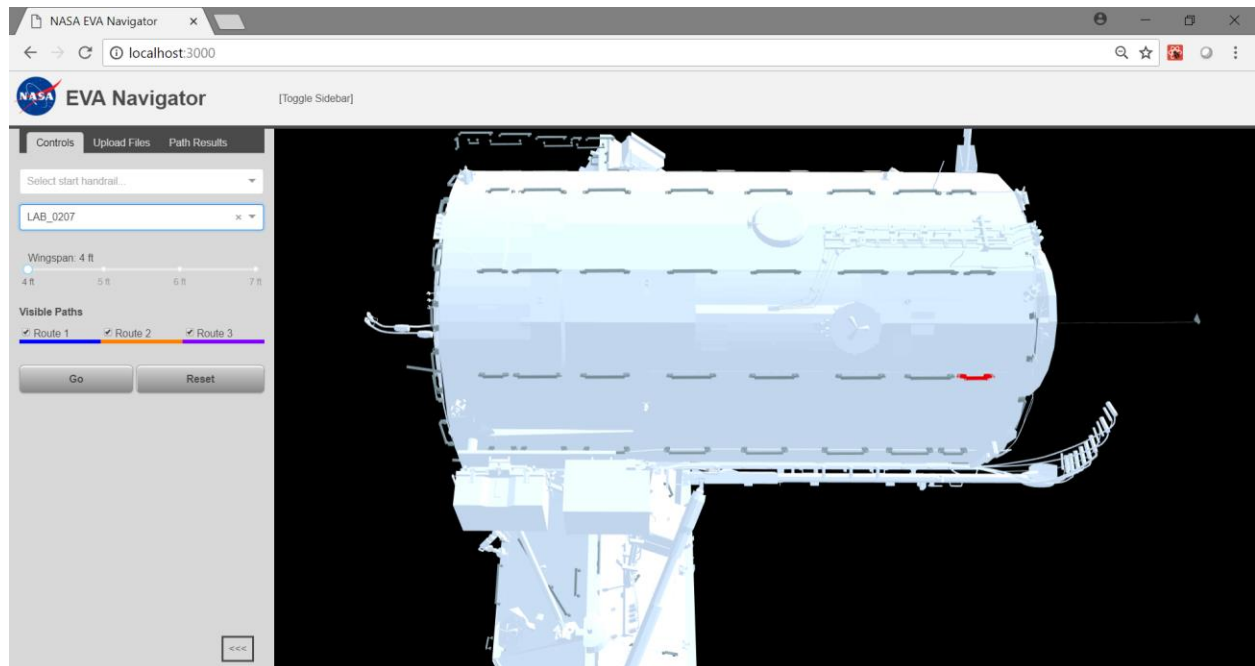 NASA EVA Navigator
localhost:3000
NASA EVA Navigator [Toggle Sidebar]
Controls Upload Files Path Results
Select start handrail...
LAB_0207
Wingspan: 4 ft
4 ft 5 ft 6 ft 7 ft
Visible Paths
Route 1 Route 2 Route 3
Go Reset
<<<